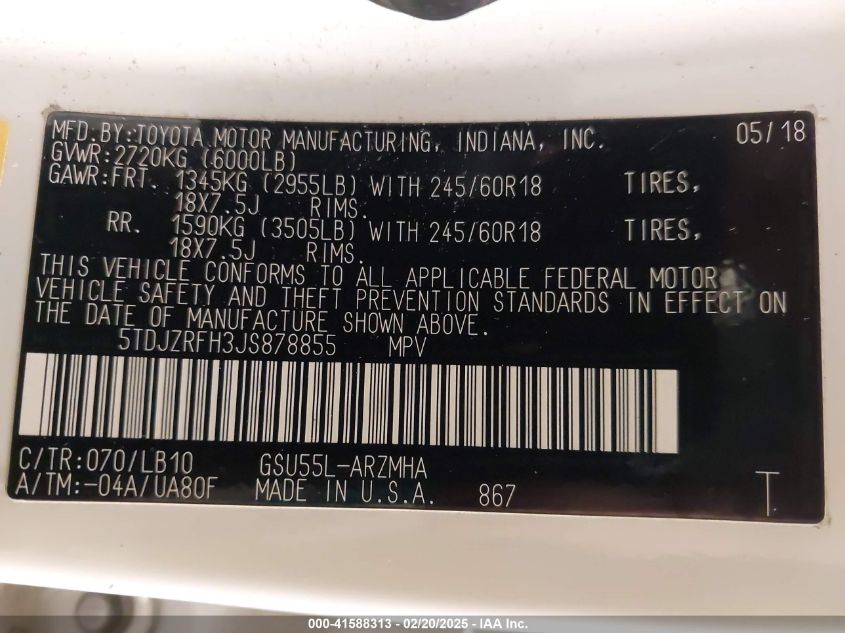 MFD.BY:TOYOTA MOTOR MANUFACTURING, INDIANA, INC. 05/18
GVWR:2720KG (6000LB)
GAWR:FRT. 1345KG (2955LB) WITH 245/60R18 TIRES,
18X7.5J RIMS.
RR. 1590KG (3505LB) WITH 245/60R18 TIRES,
18X7.5J RIMS.
THIS VEHICLE CONFORMS TO ALL APPLICABLE FEDERAL MOTOR
VEHICLE SAFETY AND THEFT PREVENTION STANDARDS IN EFFECT ON
THE DATE OF MANUFACTURE SHOWN ABOVE.
5TDJZRFH3JS878855 MPV
C/TR:070/LB10 GSU55L-ARZMHA
A/TM:-04A/UA80F MADE IN U.S.A. 867 T
000-41588313 - 02/20/2025 - IAA Inc.